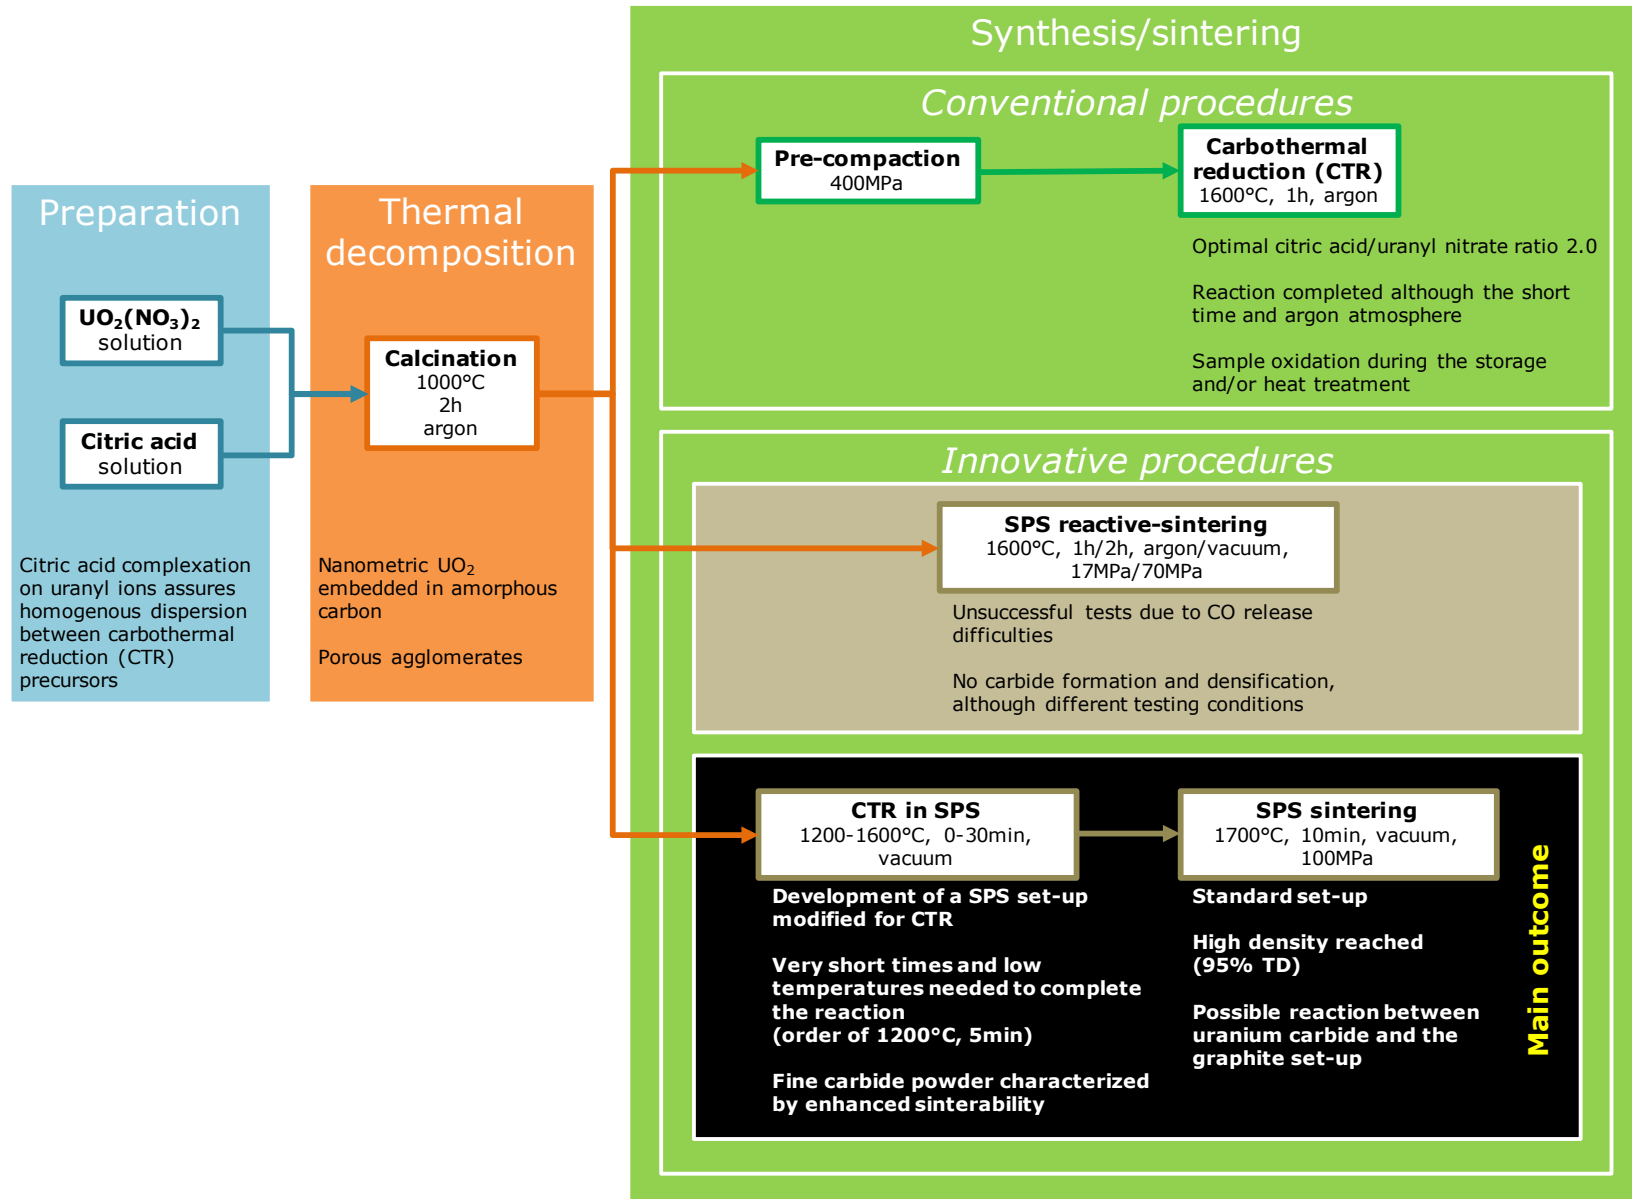 Preparation
UO₂(NO₃)₂
solution
Citric acid
solution
Citric acid complexation
on uranyl ions assures
homogenous dispersion
between carbothermal
reduction (CTR)
precursors
Thermal
decomposition
Calcination
1000°C
2h
argon
Nanometric UO₂
embedded in amorphous
carbon
Porous agglomerates
Synthesis/sintering
Conventional procedures
Pre-compaction
400MPa
Carbothermal
reduction (CTR)
1600°C, 1h, argon
Optimal citric acid/uranyl nitrate ratio 2.0
Reaction completed although the short
time and argon atmosphere
Sample oxidation during the storage
and/or heat treatment
Innovative procedures
SPS reactive-sintering
1600°C, 1h/2h, argon/vacuum,
17MPa/70MPa
Unsuccessful tests due to CO release
difficulties
No carbide formation and densification,
although different testing conditions
CTR in SPS
1200-1600°C, 0-30min,
vacuum
Development of a SPS set-up
modified for CTR
Very short times and low
temperatures needed to complete
the reaction
(order of 1200°C, 5min)
Fine carbide powder characterized
by enhanced sinterability
SPS sintering
1700°C, 10min, vacuum,
100MPa
Standard set-up
High density reached
(95% TD)
Possible reaction between
uranium carbide and the
graphite set-up
Main outcome